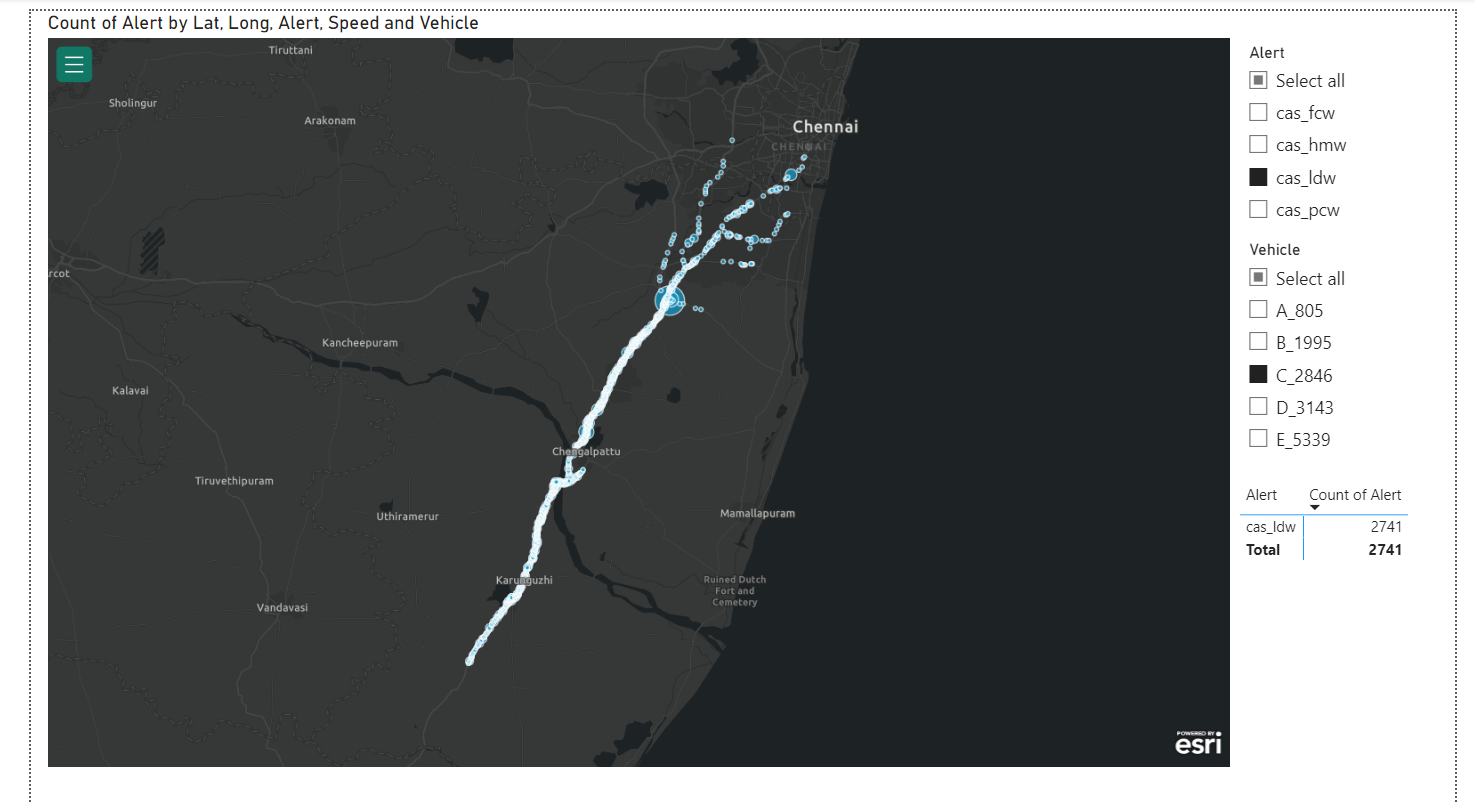 Count of Alert by Lat, Long, Alert, Speed and Vehicle
Tiruttani
Sholingur
Arakonam
Chennai
CHENNAI
rcot
Kancheepuram
Kalavai
Chengalpattu
Tiruvethipuram
Uthiramerur
Mamallapuram
Karunguzhi
Ruined Dutch
Fort and
Cemetery
Vandavasi
POWERED BY
esri
Alert
Select all
cas_fcw
cas_hmw
cas_ldw
cas_pcw
Vehicle
Select all
A_805
B_1995
C_2846
D_3143
E_5339
Alert Count of Alert
cas_ldw 2741
Total 2741